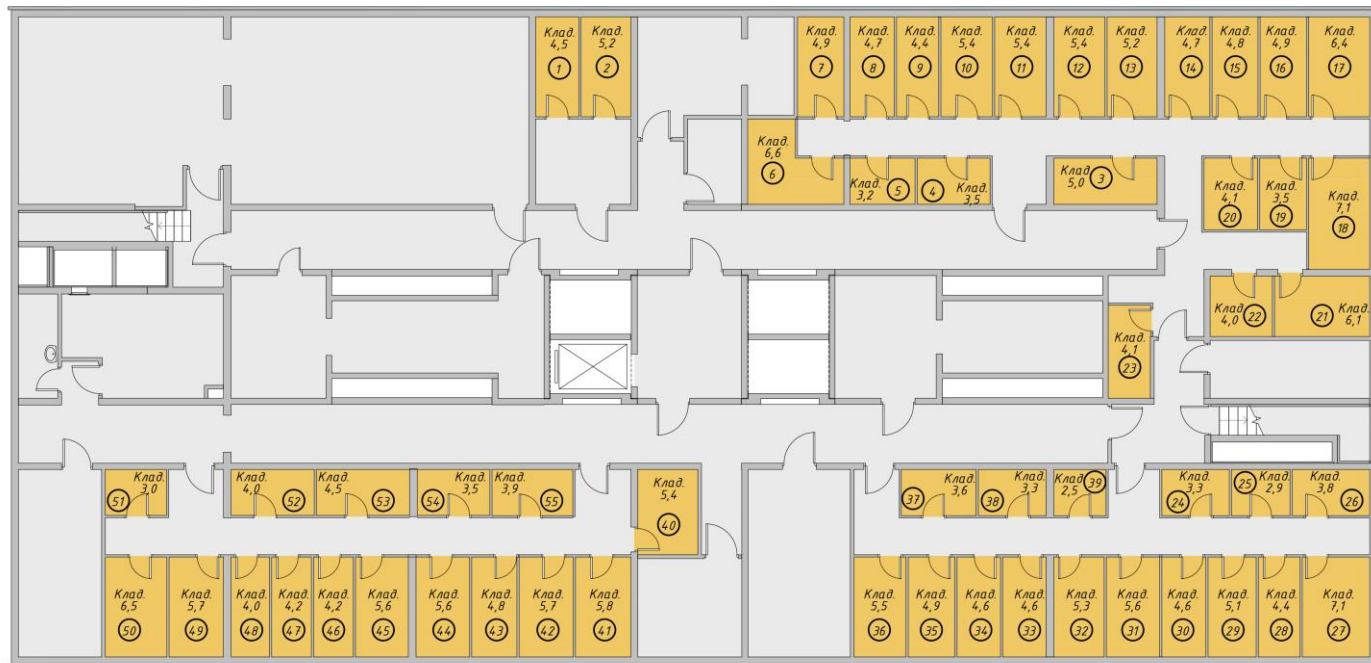 Клад.
4,5
1
Клад.
5,2
2
Клад.
4,9
7
Клад.
4,7
8
Клад.
4,4
9
Клад.
5,4
10
Клад.
5,4
11
Клад.
5,4
12
Клад.
5,2
13
Клад.
4,7
14
Клад.
4,8
15
Клад.
4,9
16
Клад.
6,4
17
Клад.
6,6
6
Клад.
3,2
5
4
Клад.
3,5
Клад.
5,0
3
Клад.
4,1
20
Клад.
3,5
19
Клад.
7,1
18
Клад.
4,0
22
21
Клад.
6,1
Клад.
4,1
23
51
Клад.
3,0
Клад.
4,0
52
Клад.
4,5
53
54
Клад.
3,5
Клад.
3,9
55
Клад.
5,4
40
37
Клад.
3,6
38
Клад.
3,3
Клад.
2,5
39
Клад.
3,3
24
25
Клад.
2,9
Клад.
3,8
26
Клад.
6,5
50
Клад.
5,7
49
Клад.
4,0
48
Клад.
4,2
47
Клад.
4,2
46
Клад.
5,6
45
Клад.
5,6
44
Клад.
4,8
43
Клад.
5,7
42
Клад.
5,8
41
Клад.
5,5
36
Клад.
4,9
35
Клад.
4,6
34
Клад.
4,6
33
Клад.
5,3
32
Клад.
5,6
31
Клад.
4,6
30
Клад.
5,1
29
Клад.
4,4
28
Клад.
7,1
27